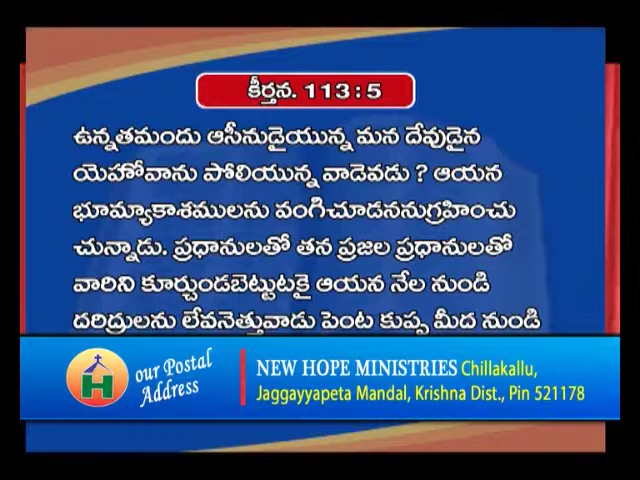 కీర్తన. 113 : 5
ఉన్నతమందు ఆసీనుడైయున్న మన దేవుడైన
యెహోవాను పోలియున్న వాడెవడు ? ఆయన
భూమ్యాకాశములను వంగిచూడననుగ్రహించు
చున్నాడు. ప్రధానులతో తన ప్రజల ప్రధానులతో
వారిని కూర్చుండబెట్టుటకై ఆయన నేల నుండి
దరిద్రులను లేవనెత్తువాడు పెంట కుప్ప మీద నుండి
our Postal
Address
NEW HOPE MINISTRIES Chillakallu,
Jaggayyapeta Mandal, Krishna Dist., Pin 521178
H